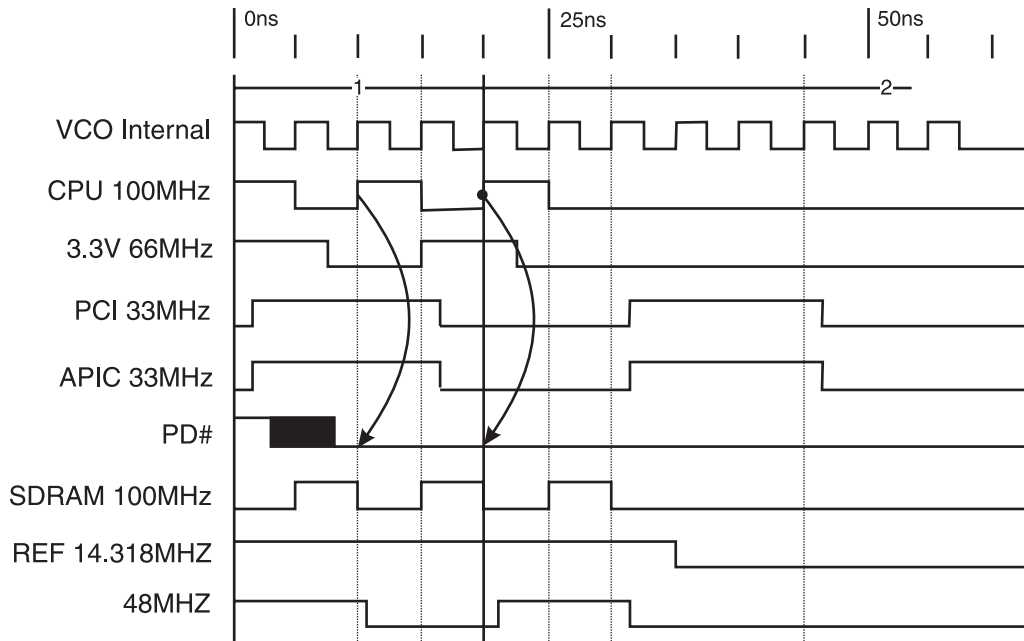 0ns
25ns
50ns
1
2
VCO Internal
CPU 100MHz
3.3V 66MHz
PCI 33MHz
APIC 33MHz
PD#
SDRAM 100MHz
REF 14.318MHZ
48MHZ